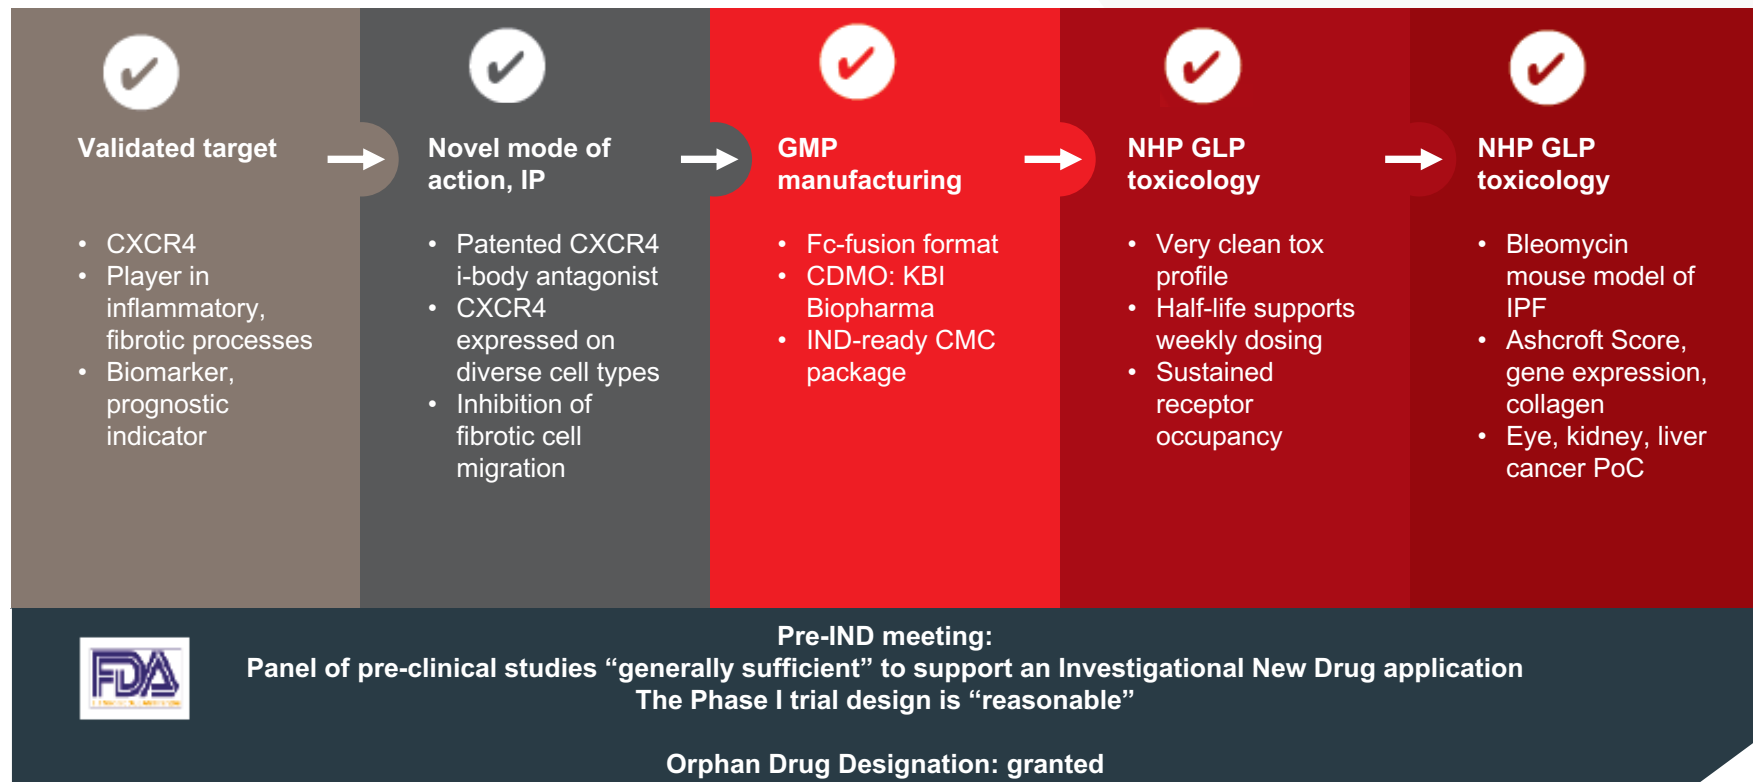 Validated target
• CXCR4
• Player in
inflammatory,
fibrotic processes
• Biomarker,
prognostic
indicator
Novel mode of
action, IP
• Patented CXCR4
i-body antagonist
• CXCR4
expressed on
diverse cell types
• Inhibition of
fibrotic cell
migration
GMP
manufacturing
• Fc-fusion format
• CDMO: KBI
Biopharma
• IND-ready CMC
package
NHP GLP
toxicology
• Very clean tox
profile
• Half-life supports
weekly dosing
• Sustained
receptor
occupancy
NHP GLP
toxicology
• Bleomycin
mouse model of
IPF
• Ashcroft Score,
gene expression,
collagen
• Eye, kidney, liver
cancer PoC
FDA
Pre-IND meeting:
Panel of pre-clinical studies “generally sufficient” to support an Investigational New Drug application
The Phase I trial design is “reasonable”
Orphan Drug Designation: granted